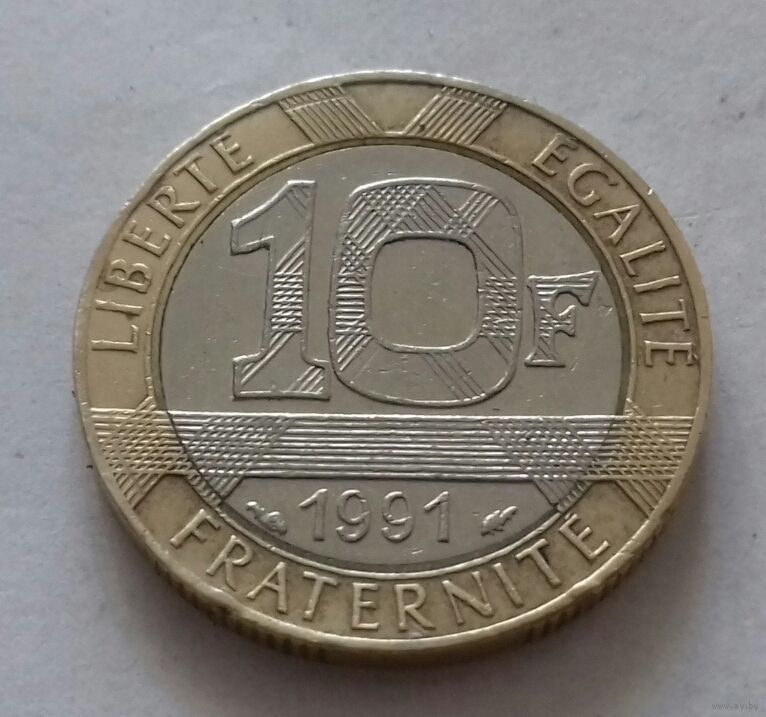 LIBERTE
EGALITE
10 F
1991
FRATERNITE
www.ay.by